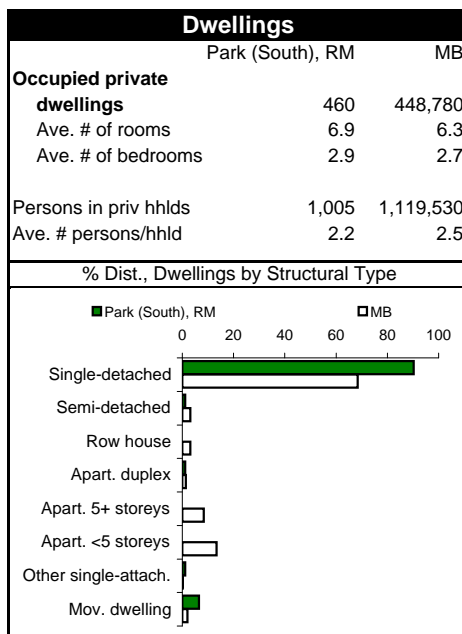 Dwellings
Park (South), RM MB
Occupied private
dwellings 460 448,780
Ave. # of rooms 6.9 6.3
Ave. # of bedrooms 2.9 2.7
Persons in priv hhlds 1,005 1,119,530
Ave. # persons/hhld 2.2 2.5
% Dist., Dwellings by Structural Type
Park (South), RM MB
0 20 40 60 80 100
Single-detached
Semi-detached
Row house
Apart. duplex
Apart. 5+ storeys
Apart. <5 storeys
Other single-attach.
Mov. dwelling